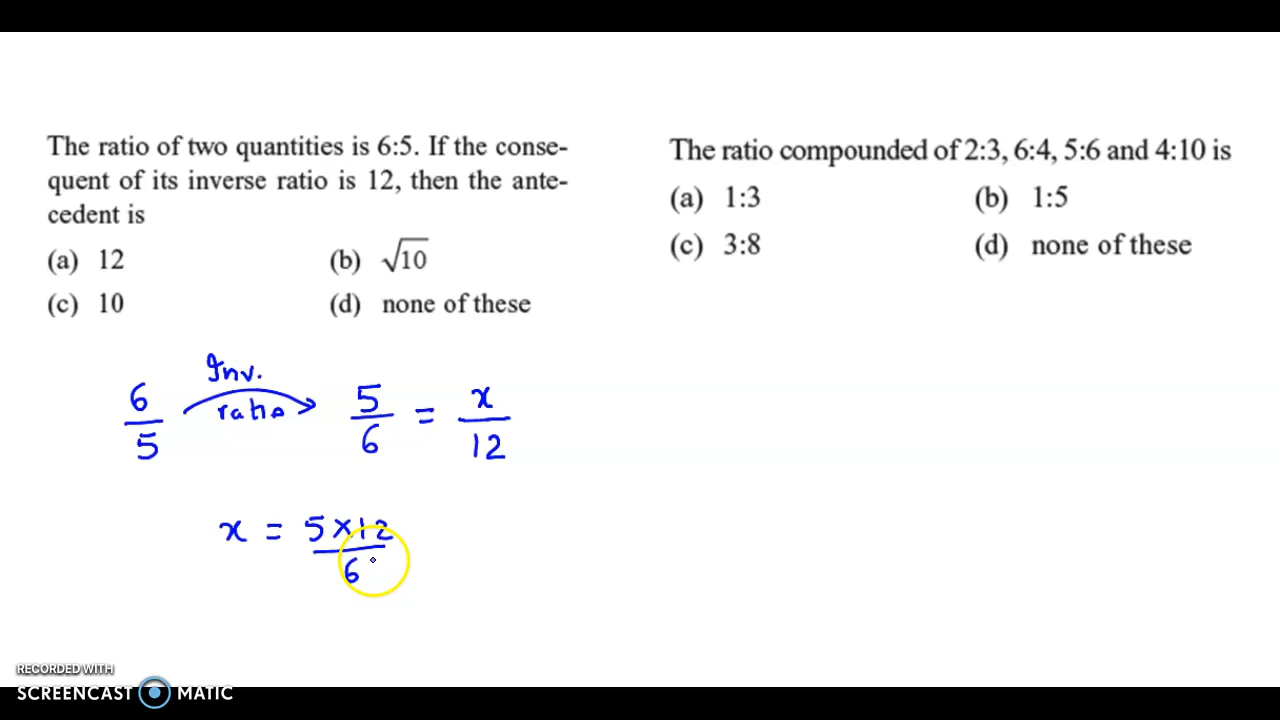 The ratio of two quantities is 6:5. If the conse-
quent of its inverse ratio is 12, then the ante-
cedent is
(a) 12 (b) √10
(c) 10 (d) none of these
The ratio compounded of 2:3, 6:4, 5:6 and 4:10 is
(a) 1:3 (b) 1:5
(c) 3:8 (d) none of these
Inv.
ratio
6/5 5/6 = x/12
x = 5×12/6
RECORDED WITH
SCREENCAST MATIC